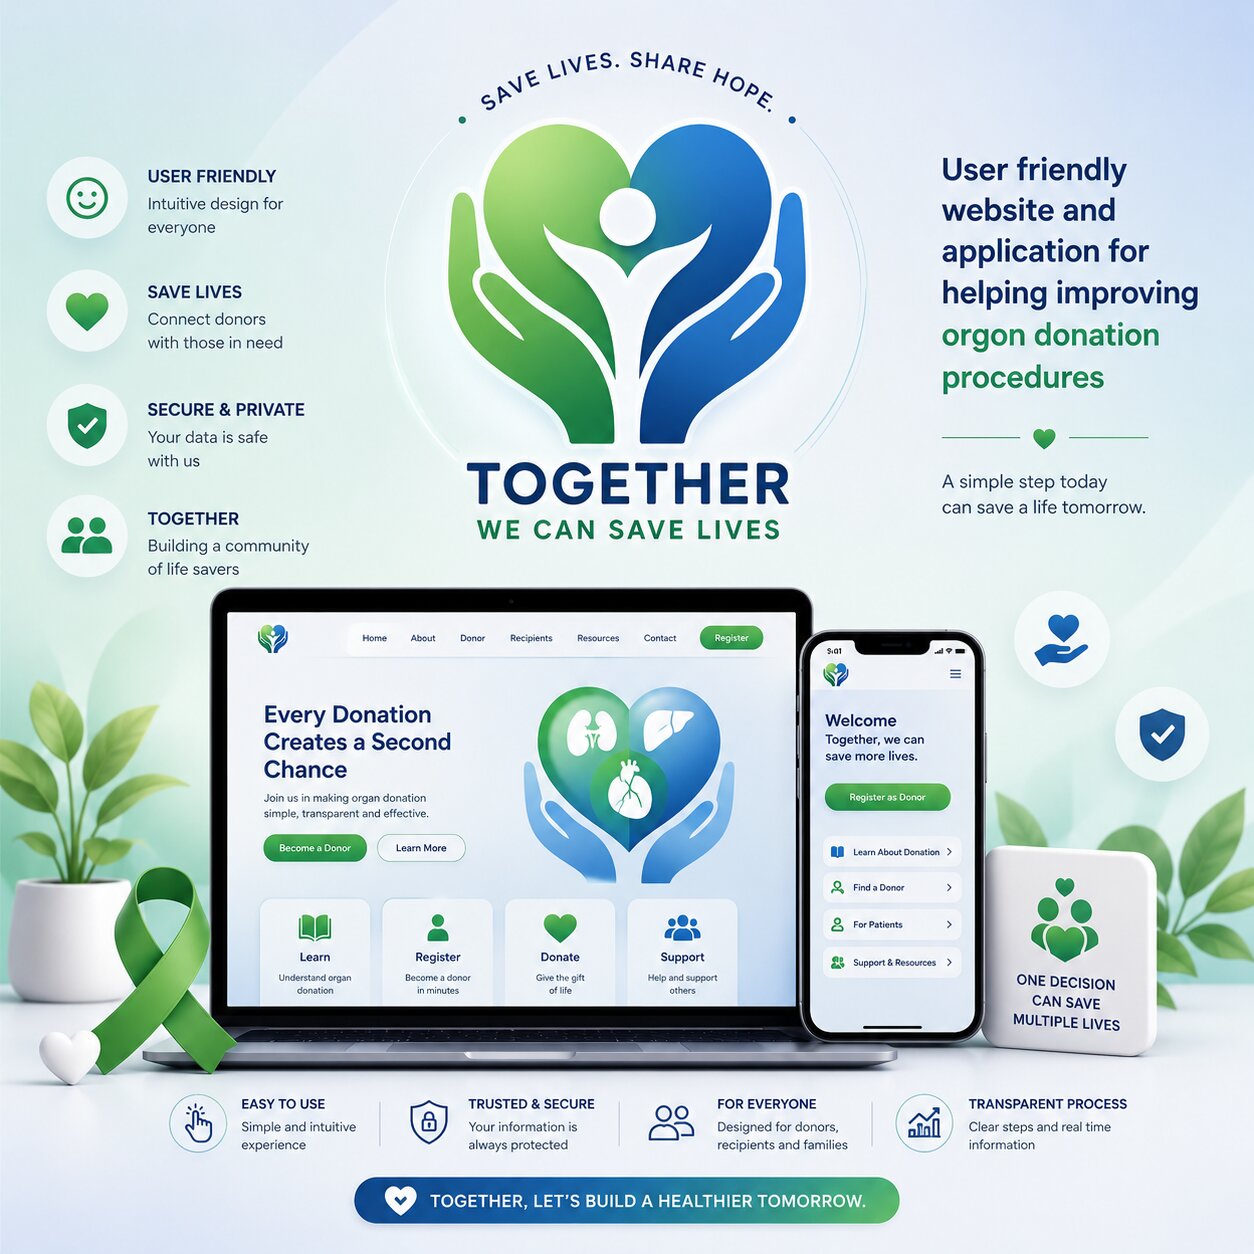 SAVE LIVES. SHARE HOPE.
USER FRIENDLY
Intuitive design for
everyone
SAVE LIVES
Connect donors
with those in need
SECURE & PRIVATE
Your data is safe
with us
TOGETHER
Building a community
of life savers
TOGETHER
WE CAN SAVE LIVES
User friendly
website and
application for
helping improving
orgon donation
procedures
A simple step today
can save a life tomorrow.
Home About Donor Recipients Resources Contact Register
Every Donation
Creates a Second
Chance
Join us in making organ donation
simple, transparent and effective.
Become a Donor Learn More
Learn
Understand organ
donation
Register
Become a donor
in minutes
Donate
Give the gift
of life
Support
Help and support
others
9:41
Welcome
Together, we can
save more lives.
Register as Donor
Learn About Donation
Find a Donor
For Patients
Support & Resources
ONE DECISION
CAN SAVE
MULTIPLE LIVES
EASY TO USE
Simple and intuitive
experience
TRUSTED & SECURE
Your information is
always protected
FOR EVERYONE
Designed for donors,
recipients and families
TRANSPARENT PROCESS
Clear steps and real time
information
TOGETHER, LET'S BUILD A HEALTHIER TOMORROW.